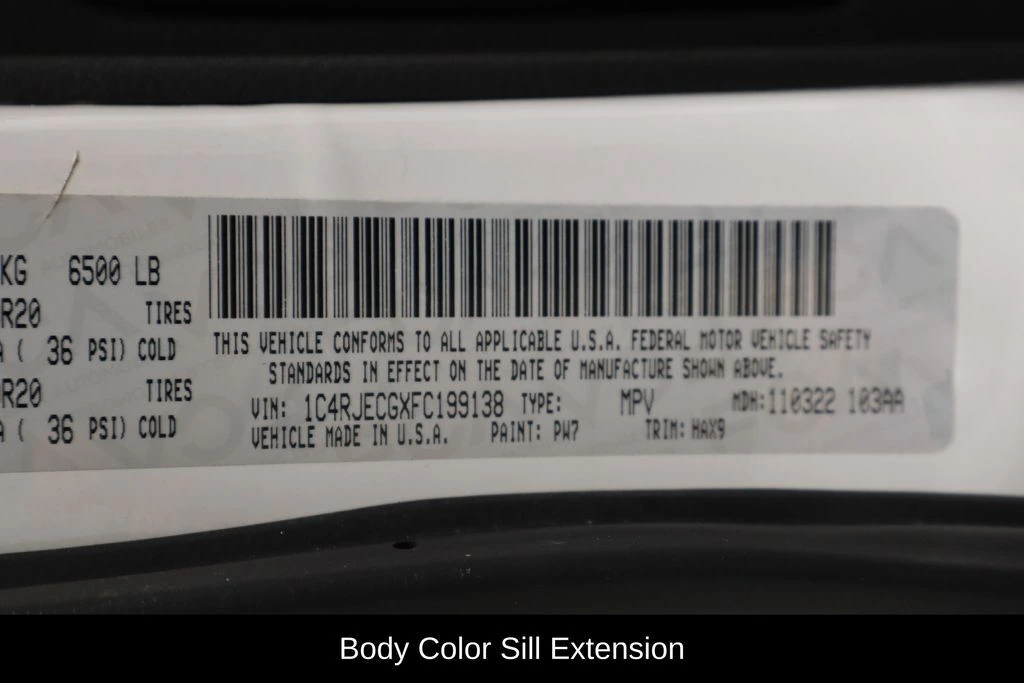 KG 6500 LB
R20 TIRES
( 36 PSI) COLD
R20 TIRES
( 36 PSI) COLD
THIS VEHICLE CONFORMS TO ALL APPLICABLE U.S.A. FEDERAL MOTOR VEHICLE SAFETY
STANDARDS IN EFFECT ON THE DATE OF MANUFACTURE SHOWN ABOVE.
VIN: 1C4RJECGXFC199138 TYPE: MPV MDH:110322 103AA
VEHICLE MADE IN U.S.A. PAINT: PW7 TRIM: HAX9
Body Color Sill Extension